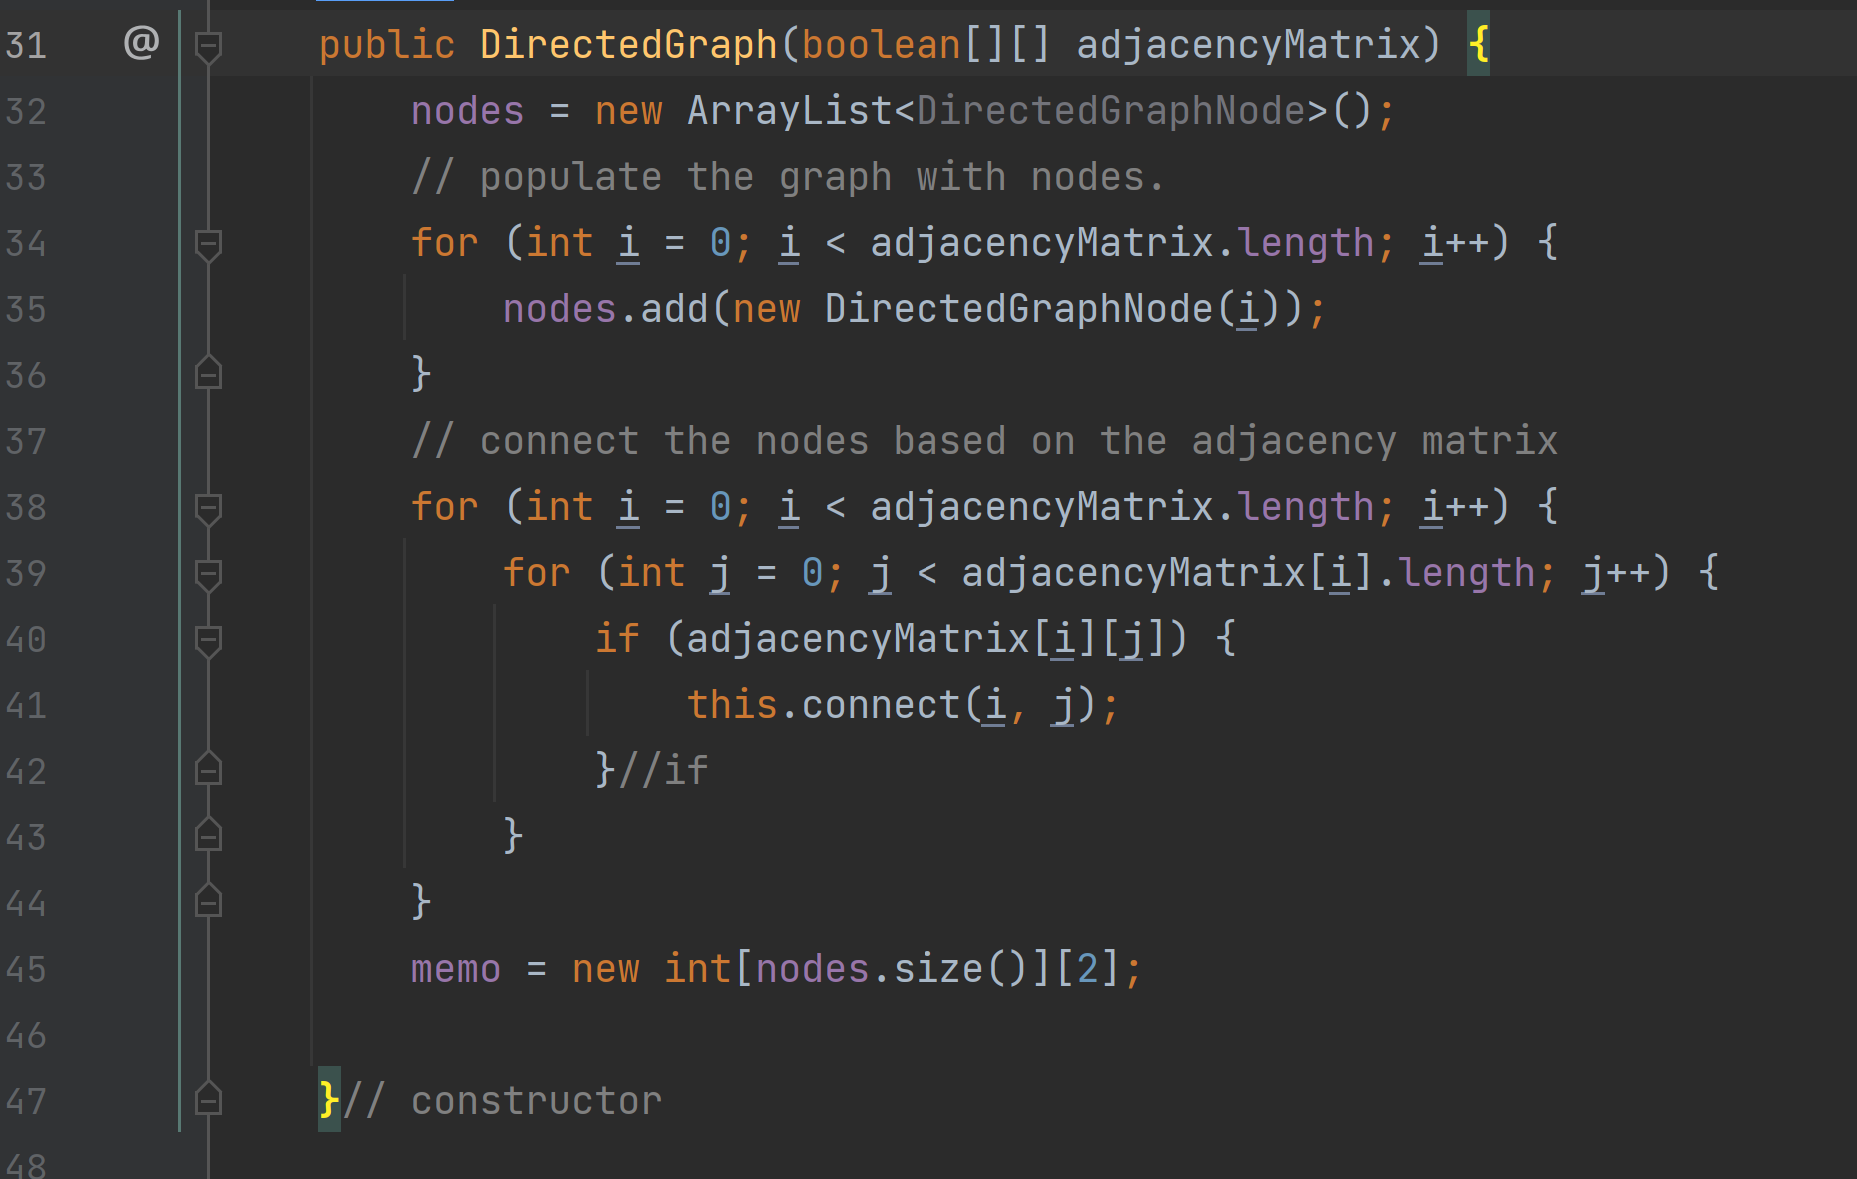 31 @ public DirectedGraph(boolean[][] adjacencyMatrix) {
32 nodes = new ArrayList<DirectedGraphNode>();
33 // populate the graph with nodes.
34 for (int i = 0; i < adjacencyMatrix.length; i++) {
35 nodes.add(new DirectedGraphNode(i));
36 }
37 // connect the nodes based on the adjacency matrix
38 for (int i = 0; i < adjacencyMatrix.length; i++) {
39 for (int j = 0; j < adjacencyMatrix[i].length; j++) {
40 if (adjacencyMatrix[i][j]) {
41 this.connect(i, j);
42 }//if
43 }
44 }
45 memo = new int[nodes.size()][2];
46
47 }// constructor
48